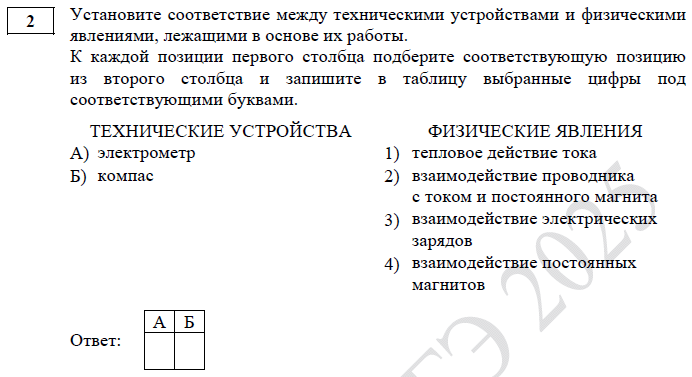 2
Установите соответствие между техническими устройствами и физическими
явлениями, лежащими в основе их работы.
К каждой позиции первого столбца подберите соответствующую позицию
из второго столбца и запишите в таблицу выбранные цифры под
соответствующими буквами.
ТЕХНИЧЕСКИЕ УСТРОЙСТВА
А) электрометр
Б) компас
ФИЗИЧЕСКИЕ ЯВЛЕНИЯ
1) тепловое действие тока
2) взаимодействие проводника
с током и постоянного магнита
3) взаимодействие электрических
зарядов
4) взаимодействие постоянных
магнитов
Ответ:
А Б
ГЭ 2025